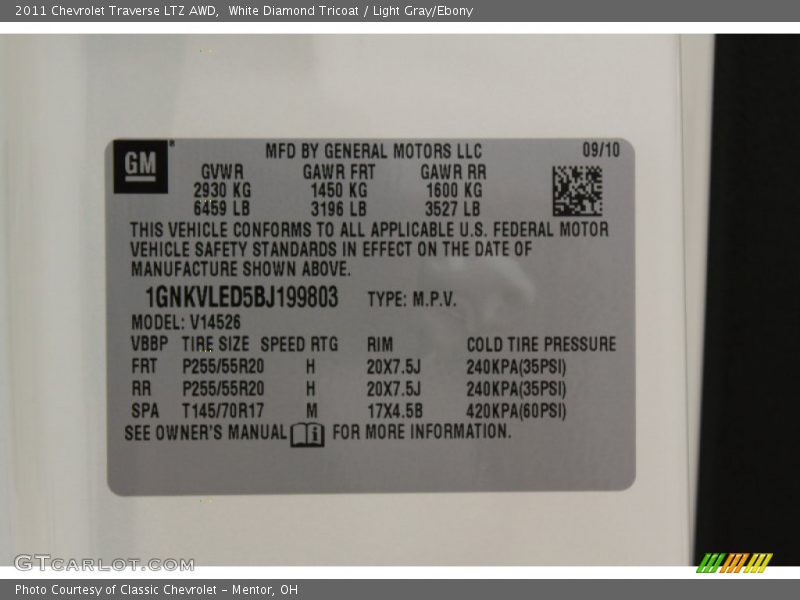 2011 Chevrolet Traverse LTZ AWD,  White Diamond Tricoat / Light Gray/Ebony
GM
MFD BY GENERAL MOTORS LLC 09/10
GVWR GAWR FRT GAWR RR
2930 KG 1450 KG 1600 KG
6459 LB 3196 LB 3527 LB
THIS VEHICLE CONFORMS TO ALL APPLICABLE U.S. FEDERAL MOTOR
VEHICLE SAFETY STANDARDS IN EFFECT ON THE DATE OF
MANUFACTURE SHOWN ABOVE.
1GNKVLED5BJ199803 TYPE: M.P.V.
MODEL: V14526
VBBP TIRE SIZE SPEED RTG RIM COLD TIRE PRESSURE
FRT P255/55R20 H 20X7.5J 240KPA(35PSI)
RR P255/55R20 H 20X7.5J 240KPA(35PSI)
SPA T145/70R17 M 17X4.5B 420KPA(60PSI)
SEE OWNER'S MANUAL i FOR MORE INFORMATION.
GTCARLOT.COM
Photo Courtesy of Classic Chevrolet - Mentor, OH